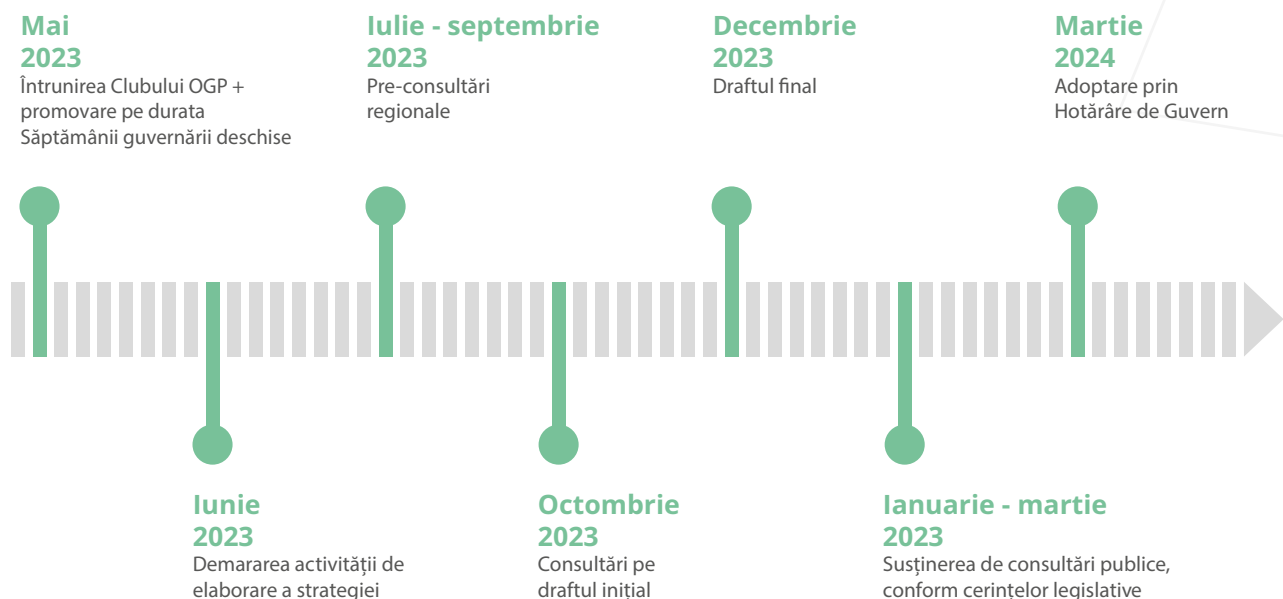 Mai
2023
Întrunirea Clubului OGP +
promovare pe durata
Săptămânii guvernării deschise
Iulie - septembrie
2023
Pre-consultări
regionale
Decembrie
2023
Draftul final
Martie
2024
Adoptare prin
Hotărâre de Guvern
Iunie
2023
Demararea activității de
elaborare a strategiei
Octombrie
2023
Consultări pe
draftul inițial
Ianuarie - martie
2023
Susținerea de consultări publice,
conform cerințelor legislative